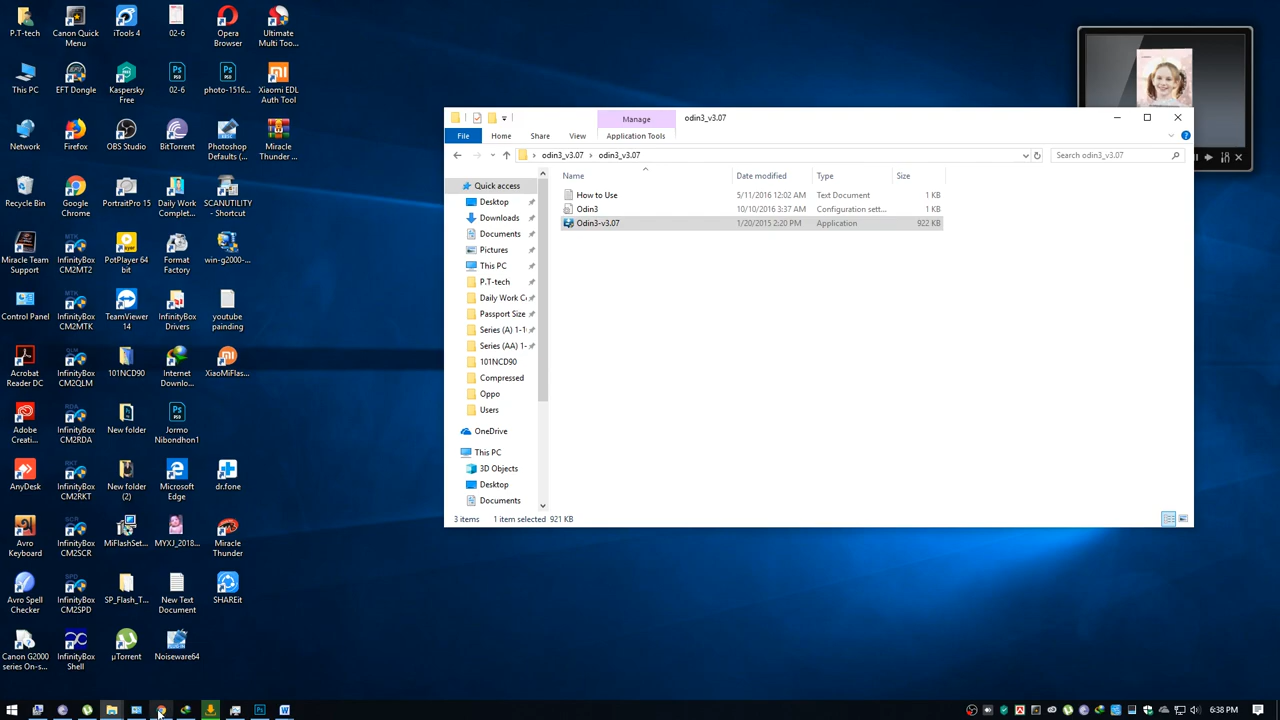 P.T-tech
Canon Quick Menu
iTools 4
02-6
Opera Browser
Ultimate Multi Too...
This PC
EFT Dongle
Kaspersky Free
02-6
photo-1516...
Xiaomi EDL Auth Tool
Network
Firefox
OBS Studio
BitTorrent
Photoshop Defaults (...
Miracle Thunder ...
Recycle Bin
Google Chrome
PortraitPro 15
Daily Work Complet...
SCANUTILITY - Shortcut
Miracle Team Support
InfinityBox CM2MT2
PotPlayer 64 bit
Format Factory
win-g2000-...
Control Panel
InfinityBox CM2MTK
TeamViewer 14
InfinityBox Drivers
youtube painding
Acrobat Reader DC
InfinityBox CM2QLM
101NCD90
Internet Downlo...
XiaoMiFlas...
Adobe Creati...
InfinityBox CM2RDA
New folder
Jormo Nibondhon1
AnyDesk
InfinityBox CM2RKT
New folder (2)
Microsoft Edge
dr.fone
Avro Keyboard
InfinityBox CM2SCR
MiFlashSet...
MYXJ_2018...
Miracle Thunder
Avro Spell Checker
InfinityBox CM2SPD
SP_Flash_T...
New Text Document
SHAREit
Canon G2000 series On-s...
InfinityBox Shell
µTorrent
Noiseware64
Manage
odin3_v3.07
File
Home
Share
View
Application Tools
odin3_v3.07 › odin3_v3.07
Search odin3_v3.07
Name
Date modified
Type
Size
How to Use
5/11/2016 12:02 AM
Text Document
1 KB
Odin3
10/10/2016 3:37 AM
Configuration sett...
1 KB
Odin3-v3.07
1/20/2015 2:20 PM
Application
922 KB
Quick access
Desktop
Downloads
Documents
Pictures
This PC
P.T-tech
Daily Work C
Passport Size
Series (A) 1-1
Series (AA) 1-
101NCD90
Compressed
Oppo
Users
OneDrive
This PC
3D Objects
Desktop
Documents
3 items
1 item selected 921 KB
6:38 PM